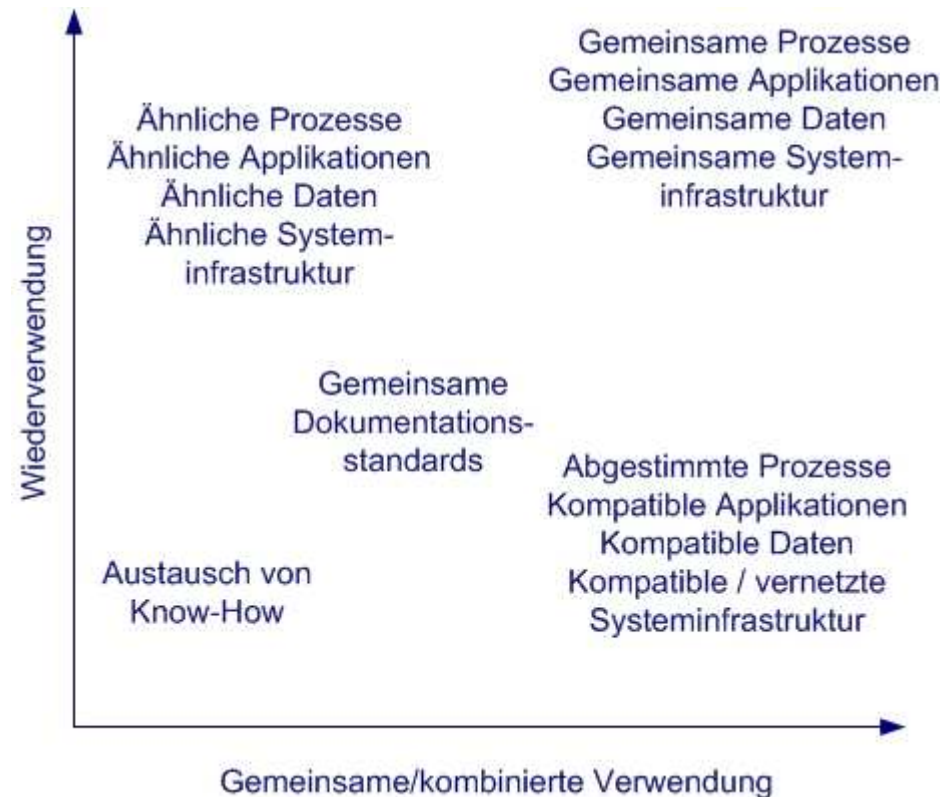 Gemeinsame Prozesse
Gemeinsame Applikationen
Gemeinsame Daten
Gemeinsame System-
infrastruktur
Ähnliche Prozesse
Ähnliche Applikationen
Ähnliche Daten
Ähnliche System-
infrastruktur
Wiederverwendung
Gemeinsame
Dokumentations-
standards
Abgestimmte Prozesse
Kompatible Applikationen
Kompatible Daten
Kompatible / vernetzte
Systeminfrastruktur
Austausch von
Know-How
Gemeinsame/kombinierte Verwendung